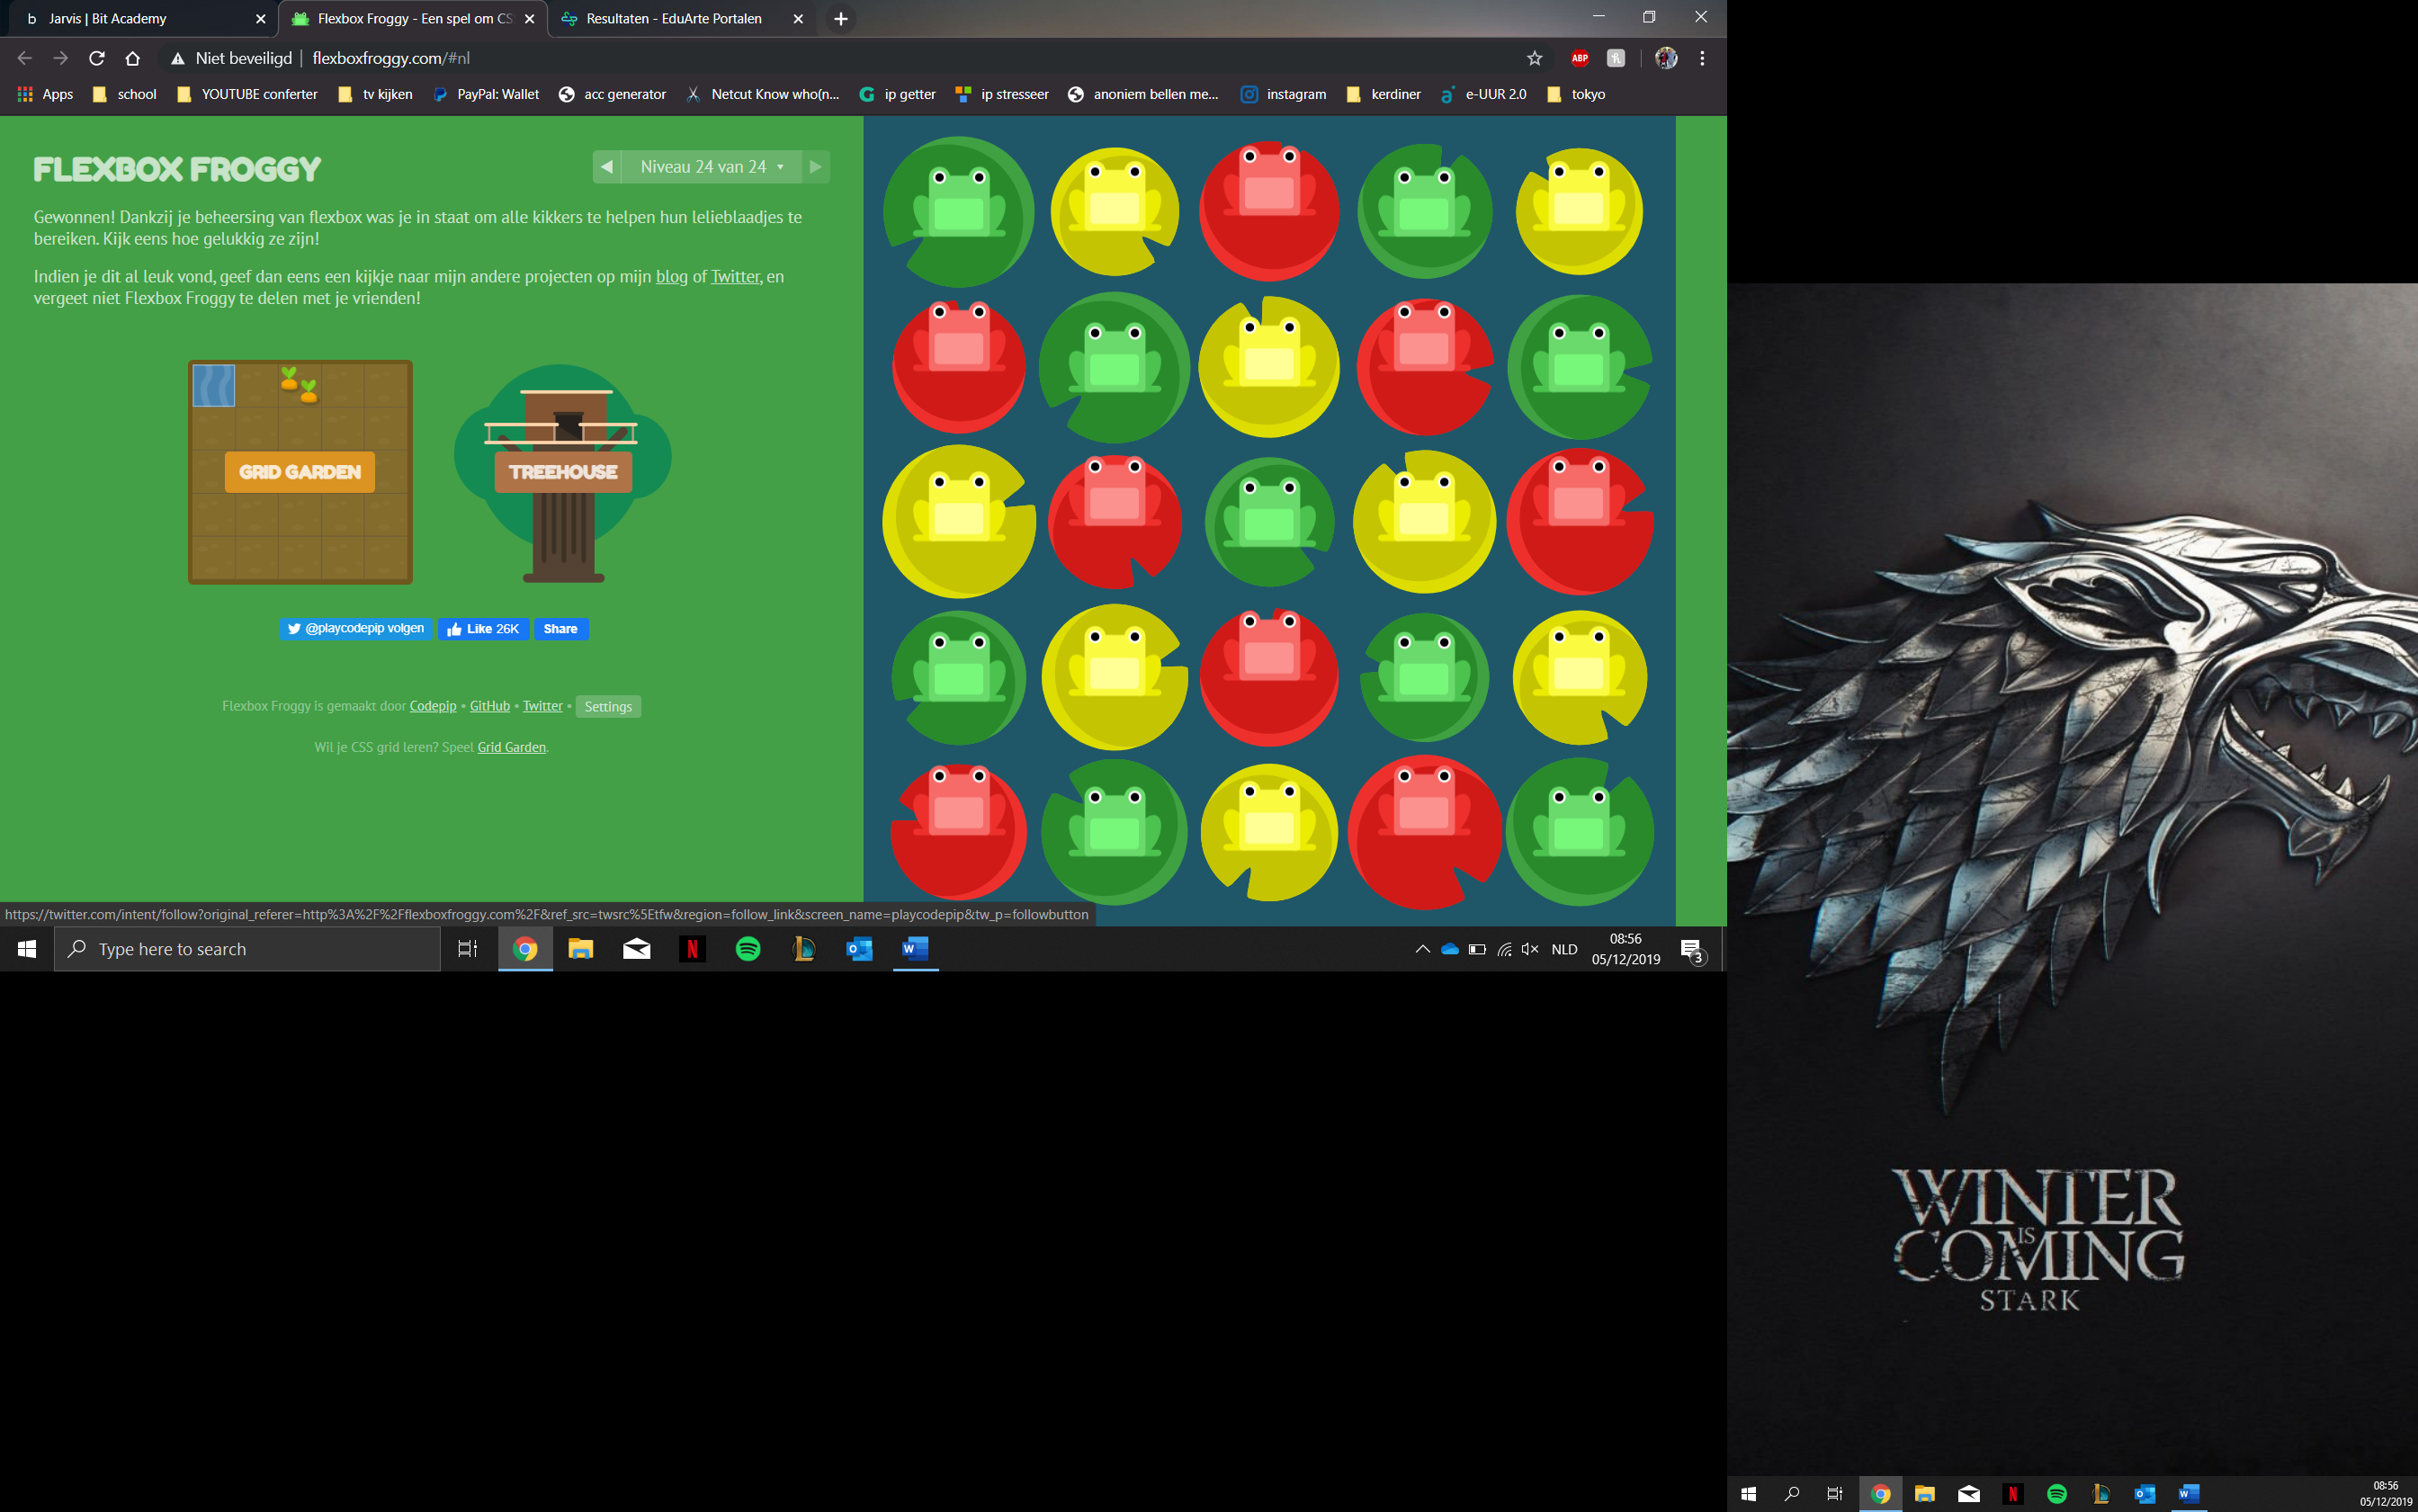 b Jarvis | Bit Academy
Flexbox Froggy - Een spel om CS
Resultaten - EduArte Portalen
Niet beveiligd | flexboxfroggy.com/#nl
ABP
Apps school YOUTUBE conferter tv kijken PayPal: Wallet acc generator Netcut Know who(n... ip getter ip stresseer anoniem bellen me... instagram kerdiner e-UUR 2.0 tokyo
FLEXBOX FROGGY
Niveau 24 van 24
Gewonnen! Dankzij je beheersing van flexbox was je in staat om alle kikkers te helpen hun lelieblaadjes te
bereiken. Kijk eens hoe gelukkig ze zijn!
Indien je dit al leuk vond, geef dan eens een kijkje naar mijn andere projecten op mijn blog of Twitter, en
vergeet niet Flexbox Froggy te delen met je vrienden!
GRID GARDEN
TREEHOUSE
@playcodepip volgen Like 26K Share
Flexbox Froggy is gemaakt door Codepip • GitHub • Twitter • Settings
Wil je CSS grid leren? Speel Grid Garden.
https://twitter.com/intent/follow?original_referer=http%3A%2F%2Fflexboxfroggy.com%2F&ref_src=twsrc%5Etfw&region=follow_link&screen_name=playcodepip&tw_p=followbutton
Type here to search
NLD
08:56
05/12/2019
3
WINTER
IS
COMING
STARK
08:56
05/12/2019